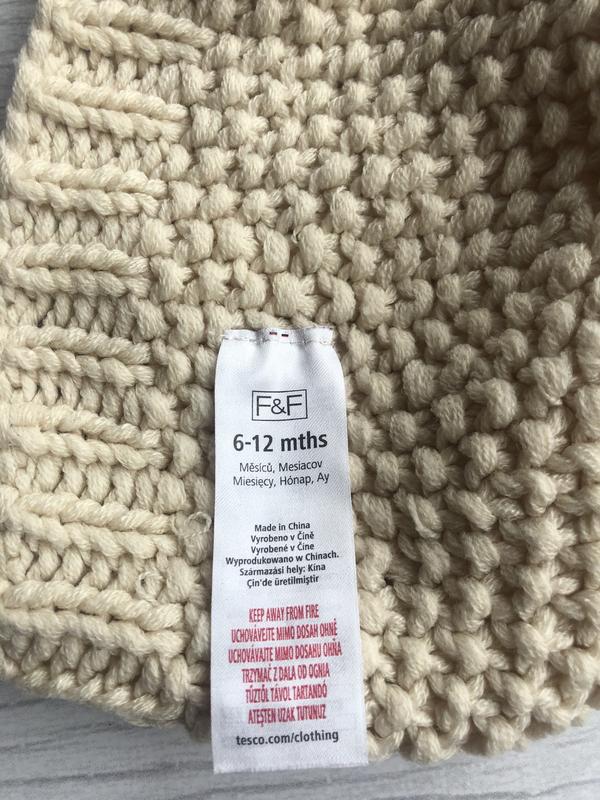 F&F
6-12 mths
Měsíců, Mesiacov
Miesięcy, Hónap, Ay
Made in China
Vyrobeno v Číně
Vyrobené v Číne
Wyprodukowano w Chinach.
Származási hely: Kína
Çin'de üretilmiştir
KEEP AWAY FROM FIRE
UCHOVÁVEJTE MIMO DOSAH OHNĚ
UCHOVÁVAJTE MIMO DOSAHU OHŇA
TRZYMAĆ Z DALA OD OGNIA
TŰZTŐL TÁVOL TARTANDÓ
ATEŞTEN UZAK TUTUNUZ
tesco.com/clothing